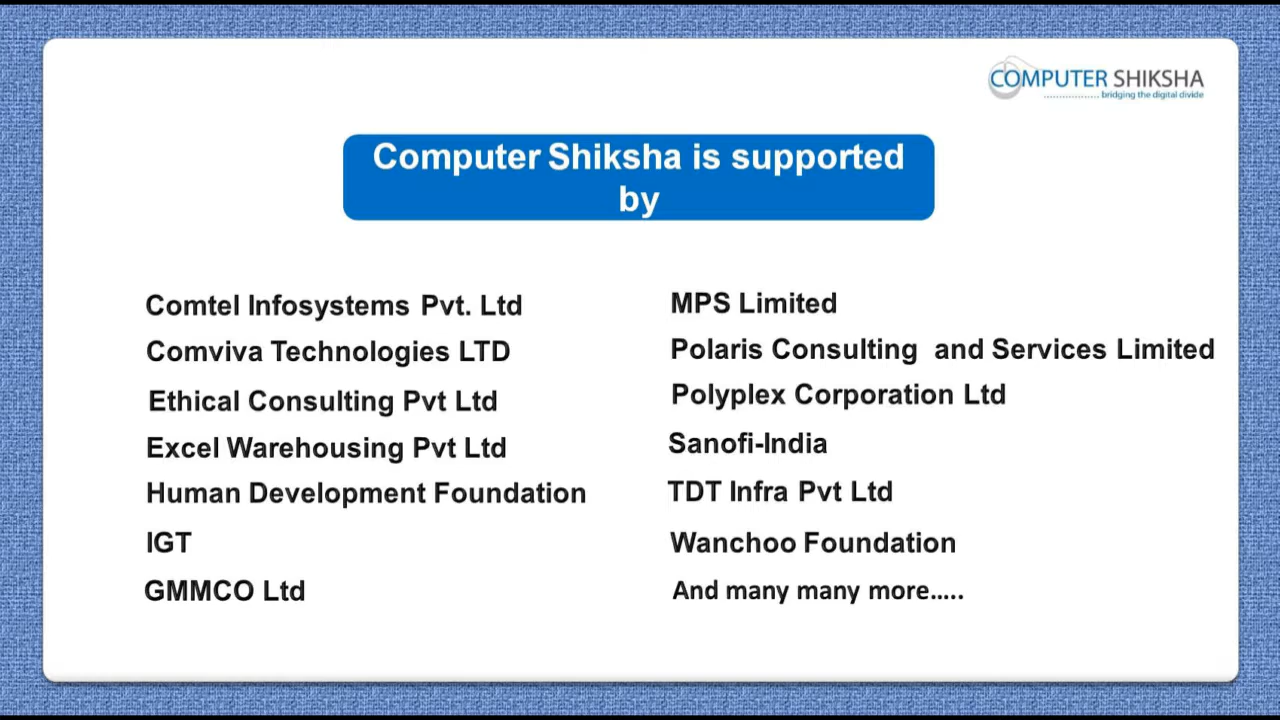 COMPUTER SHIKSHA
bridging the digital divide
Computer Shiksha is supported
by
Comtel Infosystems Pvt. Ltd
Comviva Technologies LTD
Ethical Consulting Pvt Ltd
Excel Warehousing Pvt Ltd
Human Development Foundation
IGT
GMMCO Ltd
MPS Limited
Polaris Consulting and Services Limited
Polyplex Corporation Ltd
Sanofi-India
TDT Infra Pvt Ltd
Wanchoo Foundation
And many many more.....